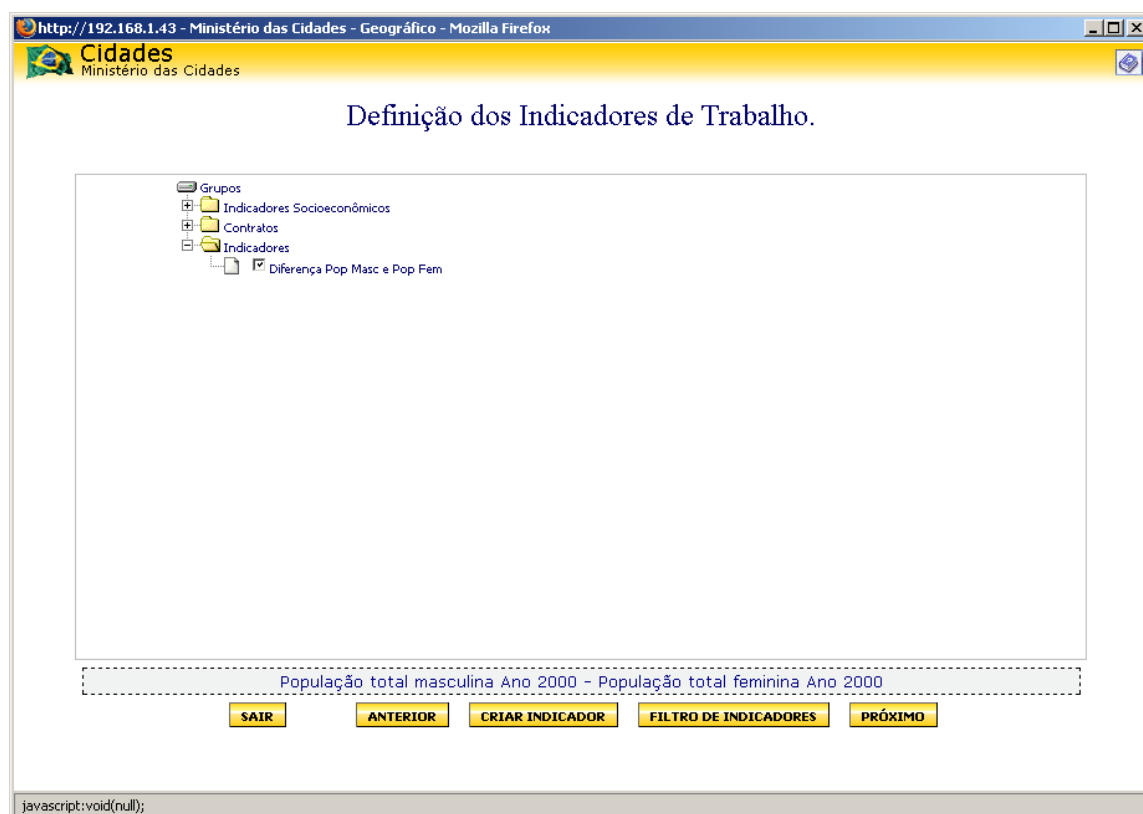 http://192.168.1.43 - Ministério das Cidades - Geográfico - Mozilla Firefox
Cidades
Ministério das Cidades
Definição dos Indicadores de Trabalho.
Grupos
Indicadores Socioeconômicos
Contratos
Indicadores
Diferença Pop Masc e Pop Fem
População total masculina Ano 2000 - População total feminina Ano 2000
SAIR ANTERIOR CRIAR INDICADOR FILTRO DE INDICADORES PRÓXIMO
javascript:void(null);